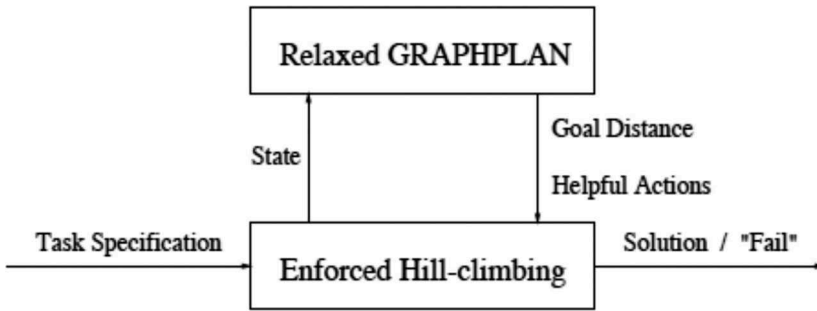 Relaxed GRAPHPLAN
Goal Distance
State
Helpful Actions
Task Specification
Enforced Hill-climbing
Solution / "Fail"